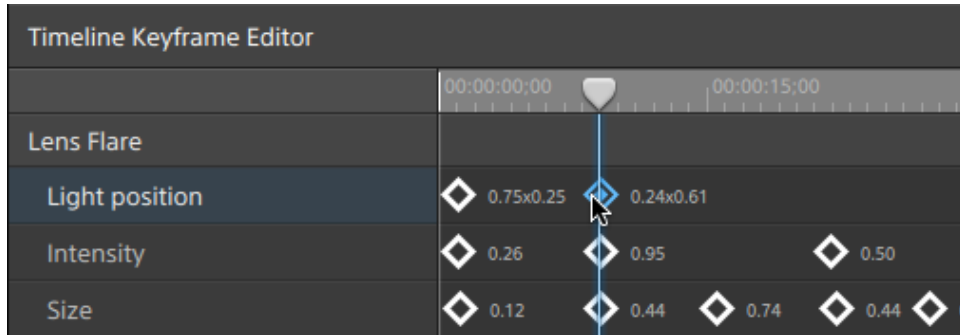 Timeline Keyframe Editor
00:00:00;00 00:00:15;00
Lens Flare
Light position 0.75x0.25 0.24x0.61
Intensity 0.26 0.95 0.50
Size 0.12 0.44 0.74 0.44